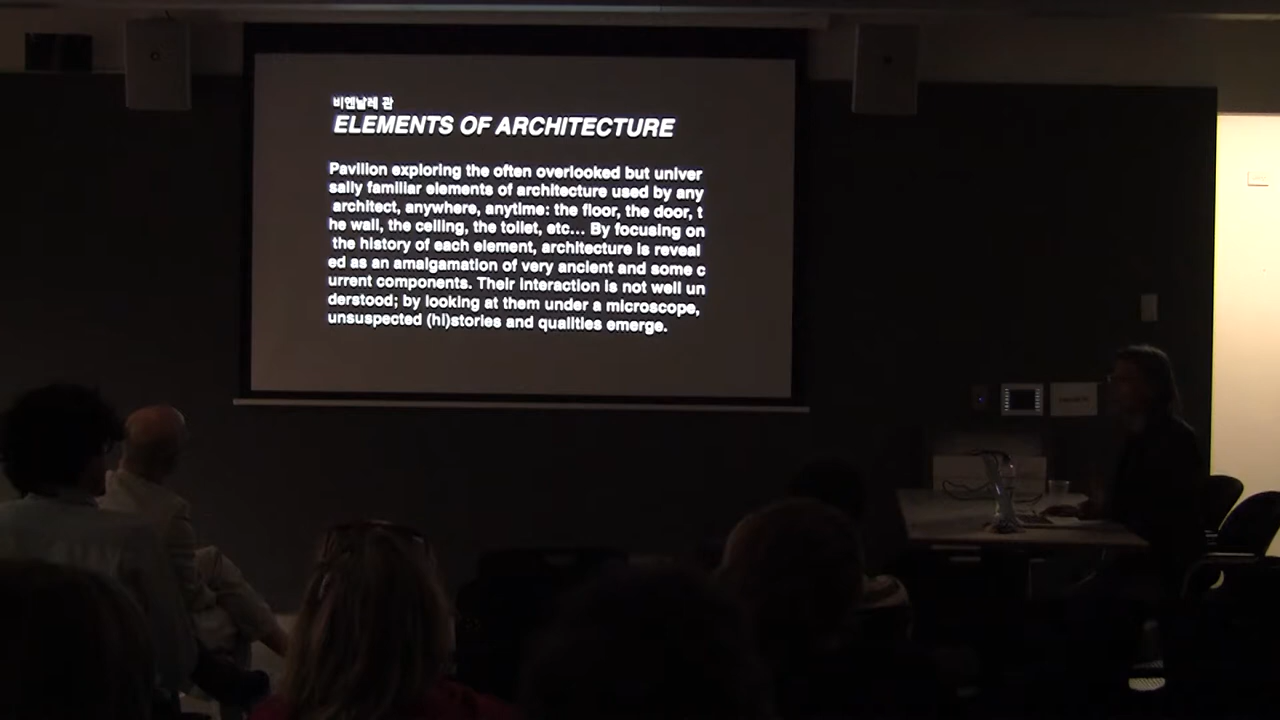 비엔날레 관
ELEMENTS OF ARCHITECTURE
Pavilion exploring the often overlooked but univer
sally familiar elements of architecture used by any
architect, anywhere, anytime: the floor, the door, t
he wall, the ceiling, the toilet, etc... By focusing on
the history of each element, architecture is reveal
ed as an amalgamation of very ancient and some c
urrent components. Their interaction is not well un
derstood; by looking at them under a microscope,
unsuspected (hi)stories and qualities emerge.